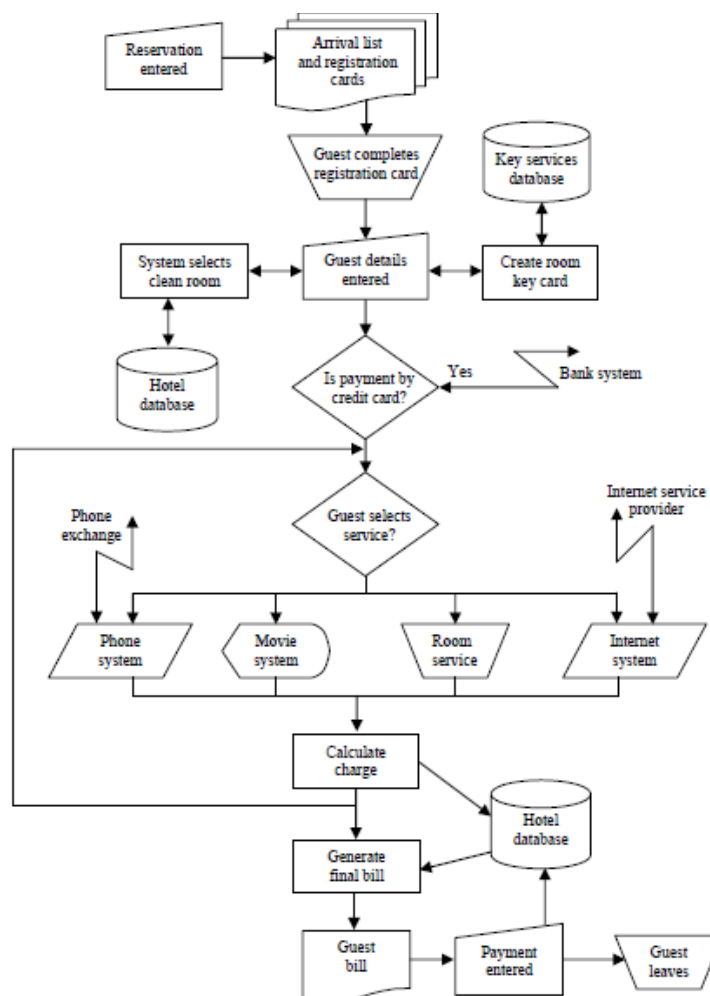 Reservation
entered
Arrival list
and registration
cards
Guest completes
registration card
Key services
database
System selects
clean room
Guest details
entered
Create room
key card
Hotel
database
Is payment by
credit card?
Yes
Bank system
Phone
exchange
Guest selects
service?
Internet service
provider
Phone
system
Movie
system
Room
service
Internet
system
Calculate
charge
Hotel
database
Generate
final bill
Guest
bill
Payment
entered
Guest
leaves